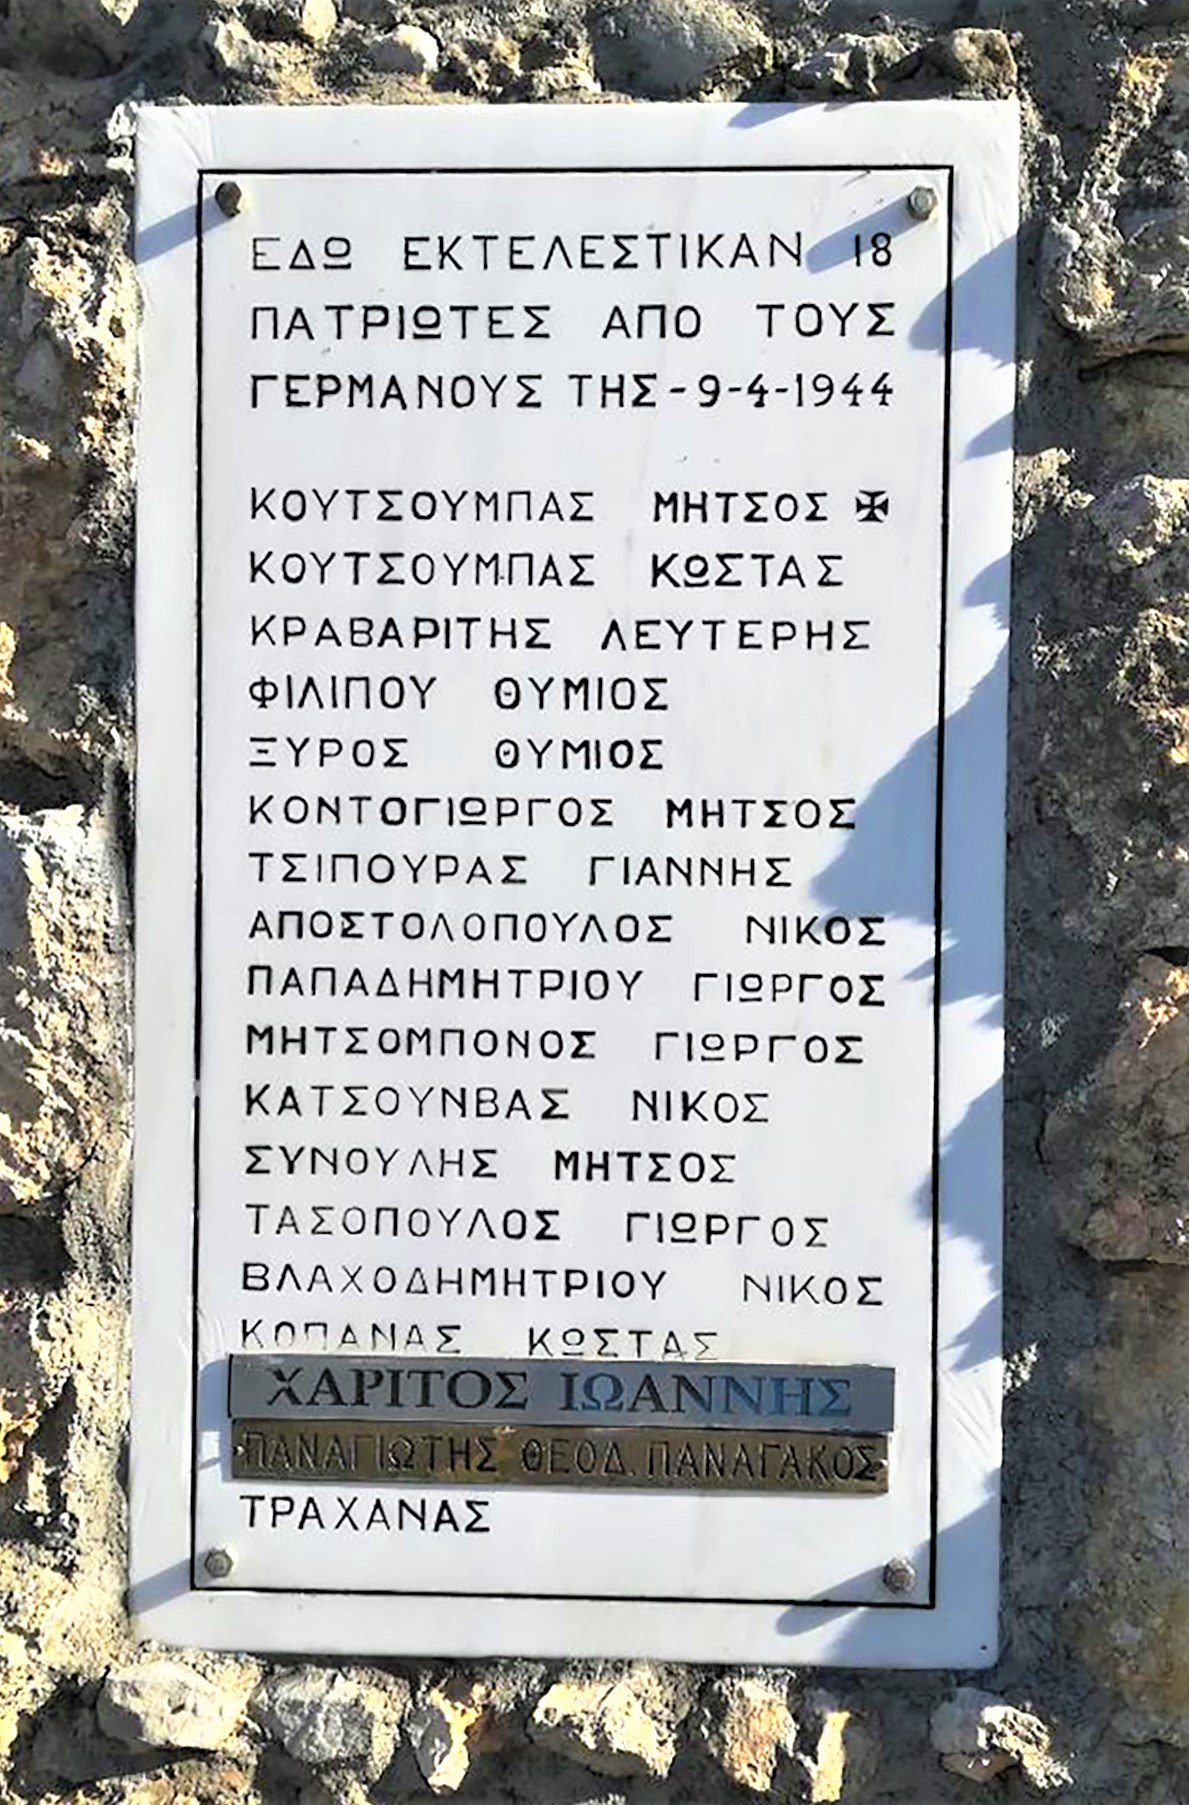 ΕΔΩ ΕΚΤΕΛΕΣΤΙΚΑΝ 18
ΠΑΤΡΙΩΤΕΣ ΑΠΟ ΤΟΥΣ
ΓΕΡΜΑΝΟΥΣ ΤΗΣ-9-4-1944
ΚΟΥΤΣΟΥΜΠΑΣ ΜΗΤΣΟΣ ✠
ΚΟΥΤΣΟΥΜΠΑΣ ΚΩΣΤΑΣ
ΚΡΑΒΑΡΙΤΗΣ ΛΕΥΤΕΡΗΣ
ΦΙΛΙΠΟΥ ΘΥΜΙΟΣ
ΞΥΡΟΣ ΘΥΜΙΟΣ
ΚΟΝΤΟΓΙΩΡΓΟΣ ΜΗΤΣΟΣ
ΤΣΙΠΟΥΡΑΣ ΓΙΑΝΝΗΣ
ΑΠΟΣΤΟΛΟΠΟΥΛΟΣ ΝΙΚΟΣ
ΠΑΠΑΔΗΜΗΤΡΙΟΥ ΓΙΩΡΓΟΣ
ΜΗΤΣΟΜΠΟΝΟΣ ΓΙΩΡΓΟΣ
ΚΑΤΣΟΥΝΒΑΣ ΝΙΚΟΣ
ΣΥΝΟΥΛΗΣ ΜΗΤΣΟΣ
ΤΑΣΟΠΟΥΛΟΣ ΓΙΩΡΓΟΣ
ΒΛΑΧΟΔΗΜΗΤΡΙΟΥ ΝΙΚΟΣ
ΚΟΠΑΝΑΣ ΚΩΣΤΑΣ
ΧΑΡΙΤΟΣ ΙΩΑΝΝΗΣ
ΠΑΝΑΓΙΩΤΗΣ ΘΕΟΔ. ΠΑΝΑΓΑΚΟΣ
ΤΡΑΧΑΝΑΣ